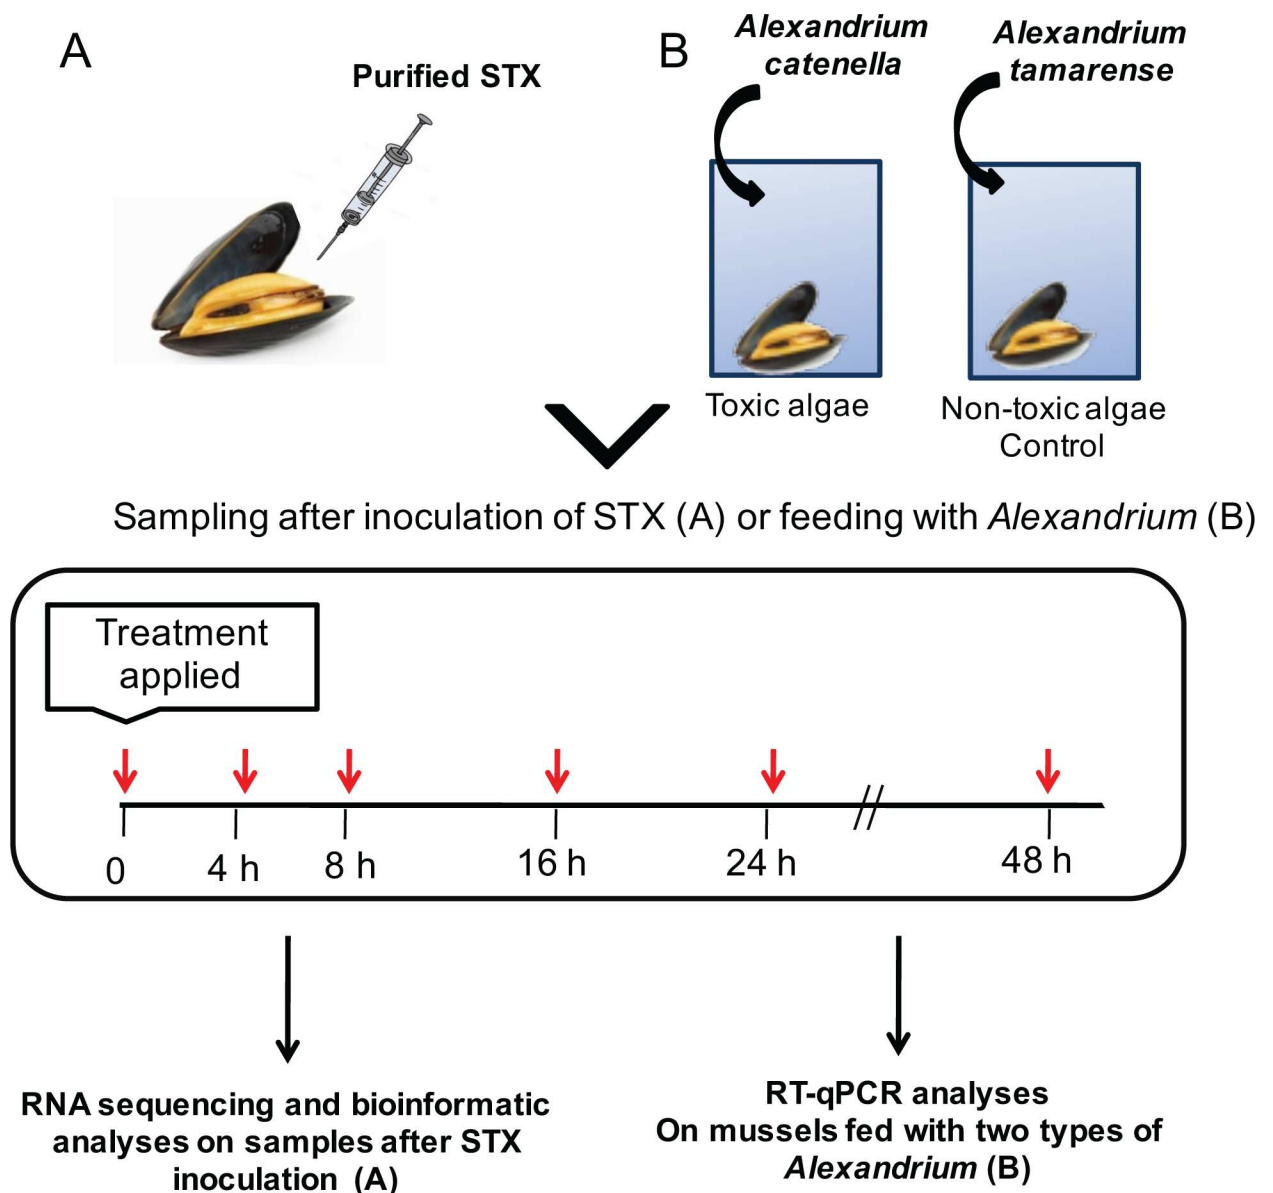 A
Purified STX
B
Alexandrium
catenella
Alexandrium
tamarense
Toxic algae
Non-toxic algae
Control
Sampling after inoculation of STX (A) or feeding with Alexandrium (B)
Treatment
applied
0
4 h
8 h
16 h
24 h
48 h
RNA sequencing and bioinformatic
analyses on samples after STX
inoculation (A)
RT-qPCR analyses
On mussels fed with two types of
Alexandrium (B)